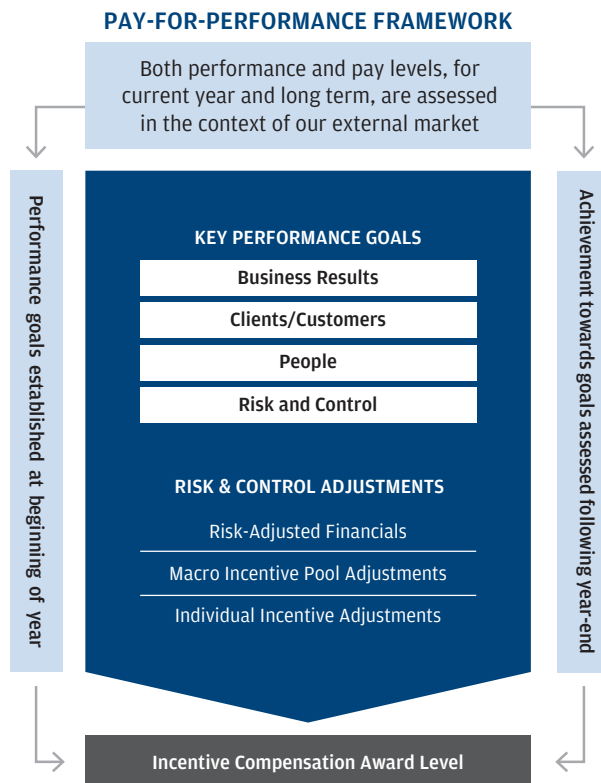 PAY-FOR-PERFORMANCE FRAMEWORK
Both performance and pay levels, for
current year and long term, are assessed
in the context of our external market
Performance goals established at beginning of year
KEY PERFORMANCE GOALS
Business Results
Clients/Customers
People
Risk and Control
RISK & CONTROL ADJUSTMENTS
Risk-Adjusted Financials
Macro Incentive Pool Adjustments
Individual Incentive Adjustments
Achievement towards goals assessed following year-end
Incentive Compensation Award Level